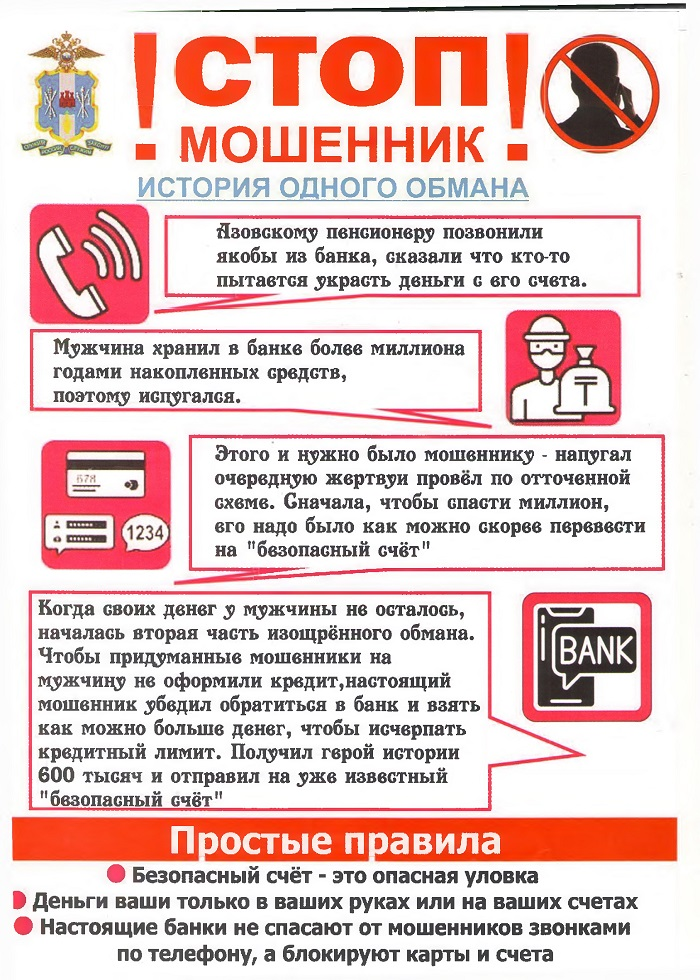 ! СТОП !
МОШЕННИК
ИСТОРИЯ ОДНОГО ОБМАНА
Азовскому пенсионеру позвонили
якобы из банка, сказали что кто-то
пытается украсть деньги с его счета.
Мужчина хранил в банке более миллиона
годами накопленных средств,
поэтому испугался.
Этого и нужно было мошеннику - напугал
очередную жертвуи провёл по отточенной
схеме. Сначала, чтобы спасти миллион,
его надо было как можно скорее перевести
на "безопасный счёт"
678
1234
Когда своих денег у мужчины не осталось,
началась вторая часть изощрённого обмана.
Чтобы придуманные мошенники на
мужчину не оформили кредит,настоящий
мошенник убедил обратиться в банк и взять
как можно больше денег, чтобы исчерпать
кредитный лимит. Получил герой истории
600 тысяч и отправил на уже известный
"безопасный счёт"
BANK
Простые правила
Безопасный счёт - это опасная уловка
Деньги ваши только в ваших руках или на ваших счетах
Настоящие банки не спасают от мошенников звонками
по телефону, а блокируют карты и счета